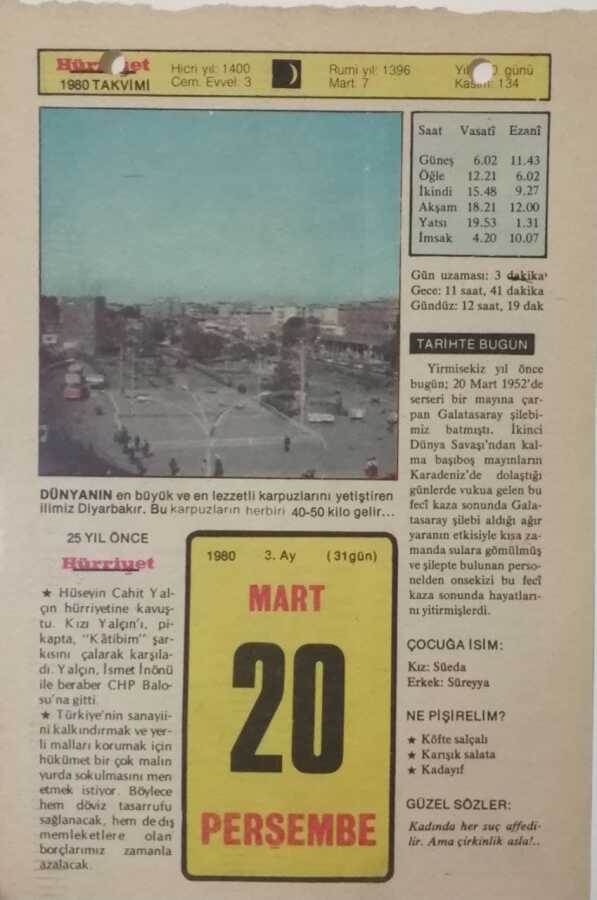 Hürriyet
1980 TAKVİMİ
Hicri yıl: 1400
Cem. Evvel. 3
Rumi yıl: 1396
Mart: 7
günü
Kasım: 134
Saat Vasatî Ezanî
Güneş 6.02 11.43
Öğle 12.21 6.02
İkindi 15.48 9.27
Akşam 18.21 12.00
Yatsı 19.53 1.31
İmsak 4.20 10.07
Gün uzaması: 3 dakika
Gece: 11 saat, 41 dakika
Gündüz: 12 saat, 19 dak
TARİHTE BUGÜN
Yirmisekiz yıl önce
bugün; 20 Mart 1952'de
serseri bir mayına çar-
pan Galatasaray şilebi-
miz batmıştı. İkinci
Dünya Savaşı'ndan kal-
ma başıboş mayınların
Karadeniz'de dolaştığı
günlerde vukua gelen bu
fecî kaza sonunda Gala-
tasaray şilebi aldığı ağır
yaranın etkisiyle kısa za-
manda sulara gömülmüş
ve şilepte bulunan perso-
nelden onsekizi bu fecî
kaza sonunda hayatları-
nı yitirmişlerdi.
DÜNYANIN en büyük ve en lezzetli karpuzlarını yetiştiren
ilimiz Diyarbakır. Bu karpuzların herbiri 40-50 kilo gelir...
25 YIL ÖNCE
Hürriyet
★ Hüseyin Cahit Yal-
çın hürriyetine kavuş-
tu. Kızı Yalçın'ı, pi-
kapta, "Kâtibim" şar-
kısını çalarak karşıla-
dı. Yalçın, İsmet İnönü
ile beraber CHP Balo-
su'na gitti.
★ Türkiye'nin sanayii-
ni kalkındırmak ve yer-
li malları korumak için
hükümet bir çok malın
yurda sokulmasını men
etmek istiyor. Böylece
hem döviz tasarrufu
sağlanacak, hem de dış
memleketlere olan
borçlarımız zamanla
azalacak.
1980 3. Ay (31gün)
MART
20
PERŞEMBE
ÇOCUĞA İSİM:
Kız: Süeda
Erkek: Süreyya
NE PİŞİRELİM?
★ Köfte salçalı
★ Karışık salata
★ Kadayıf
GÜZEL SÖZLER:
Kadında her suç affedi-
lir. Ama çirkinlik asla!..